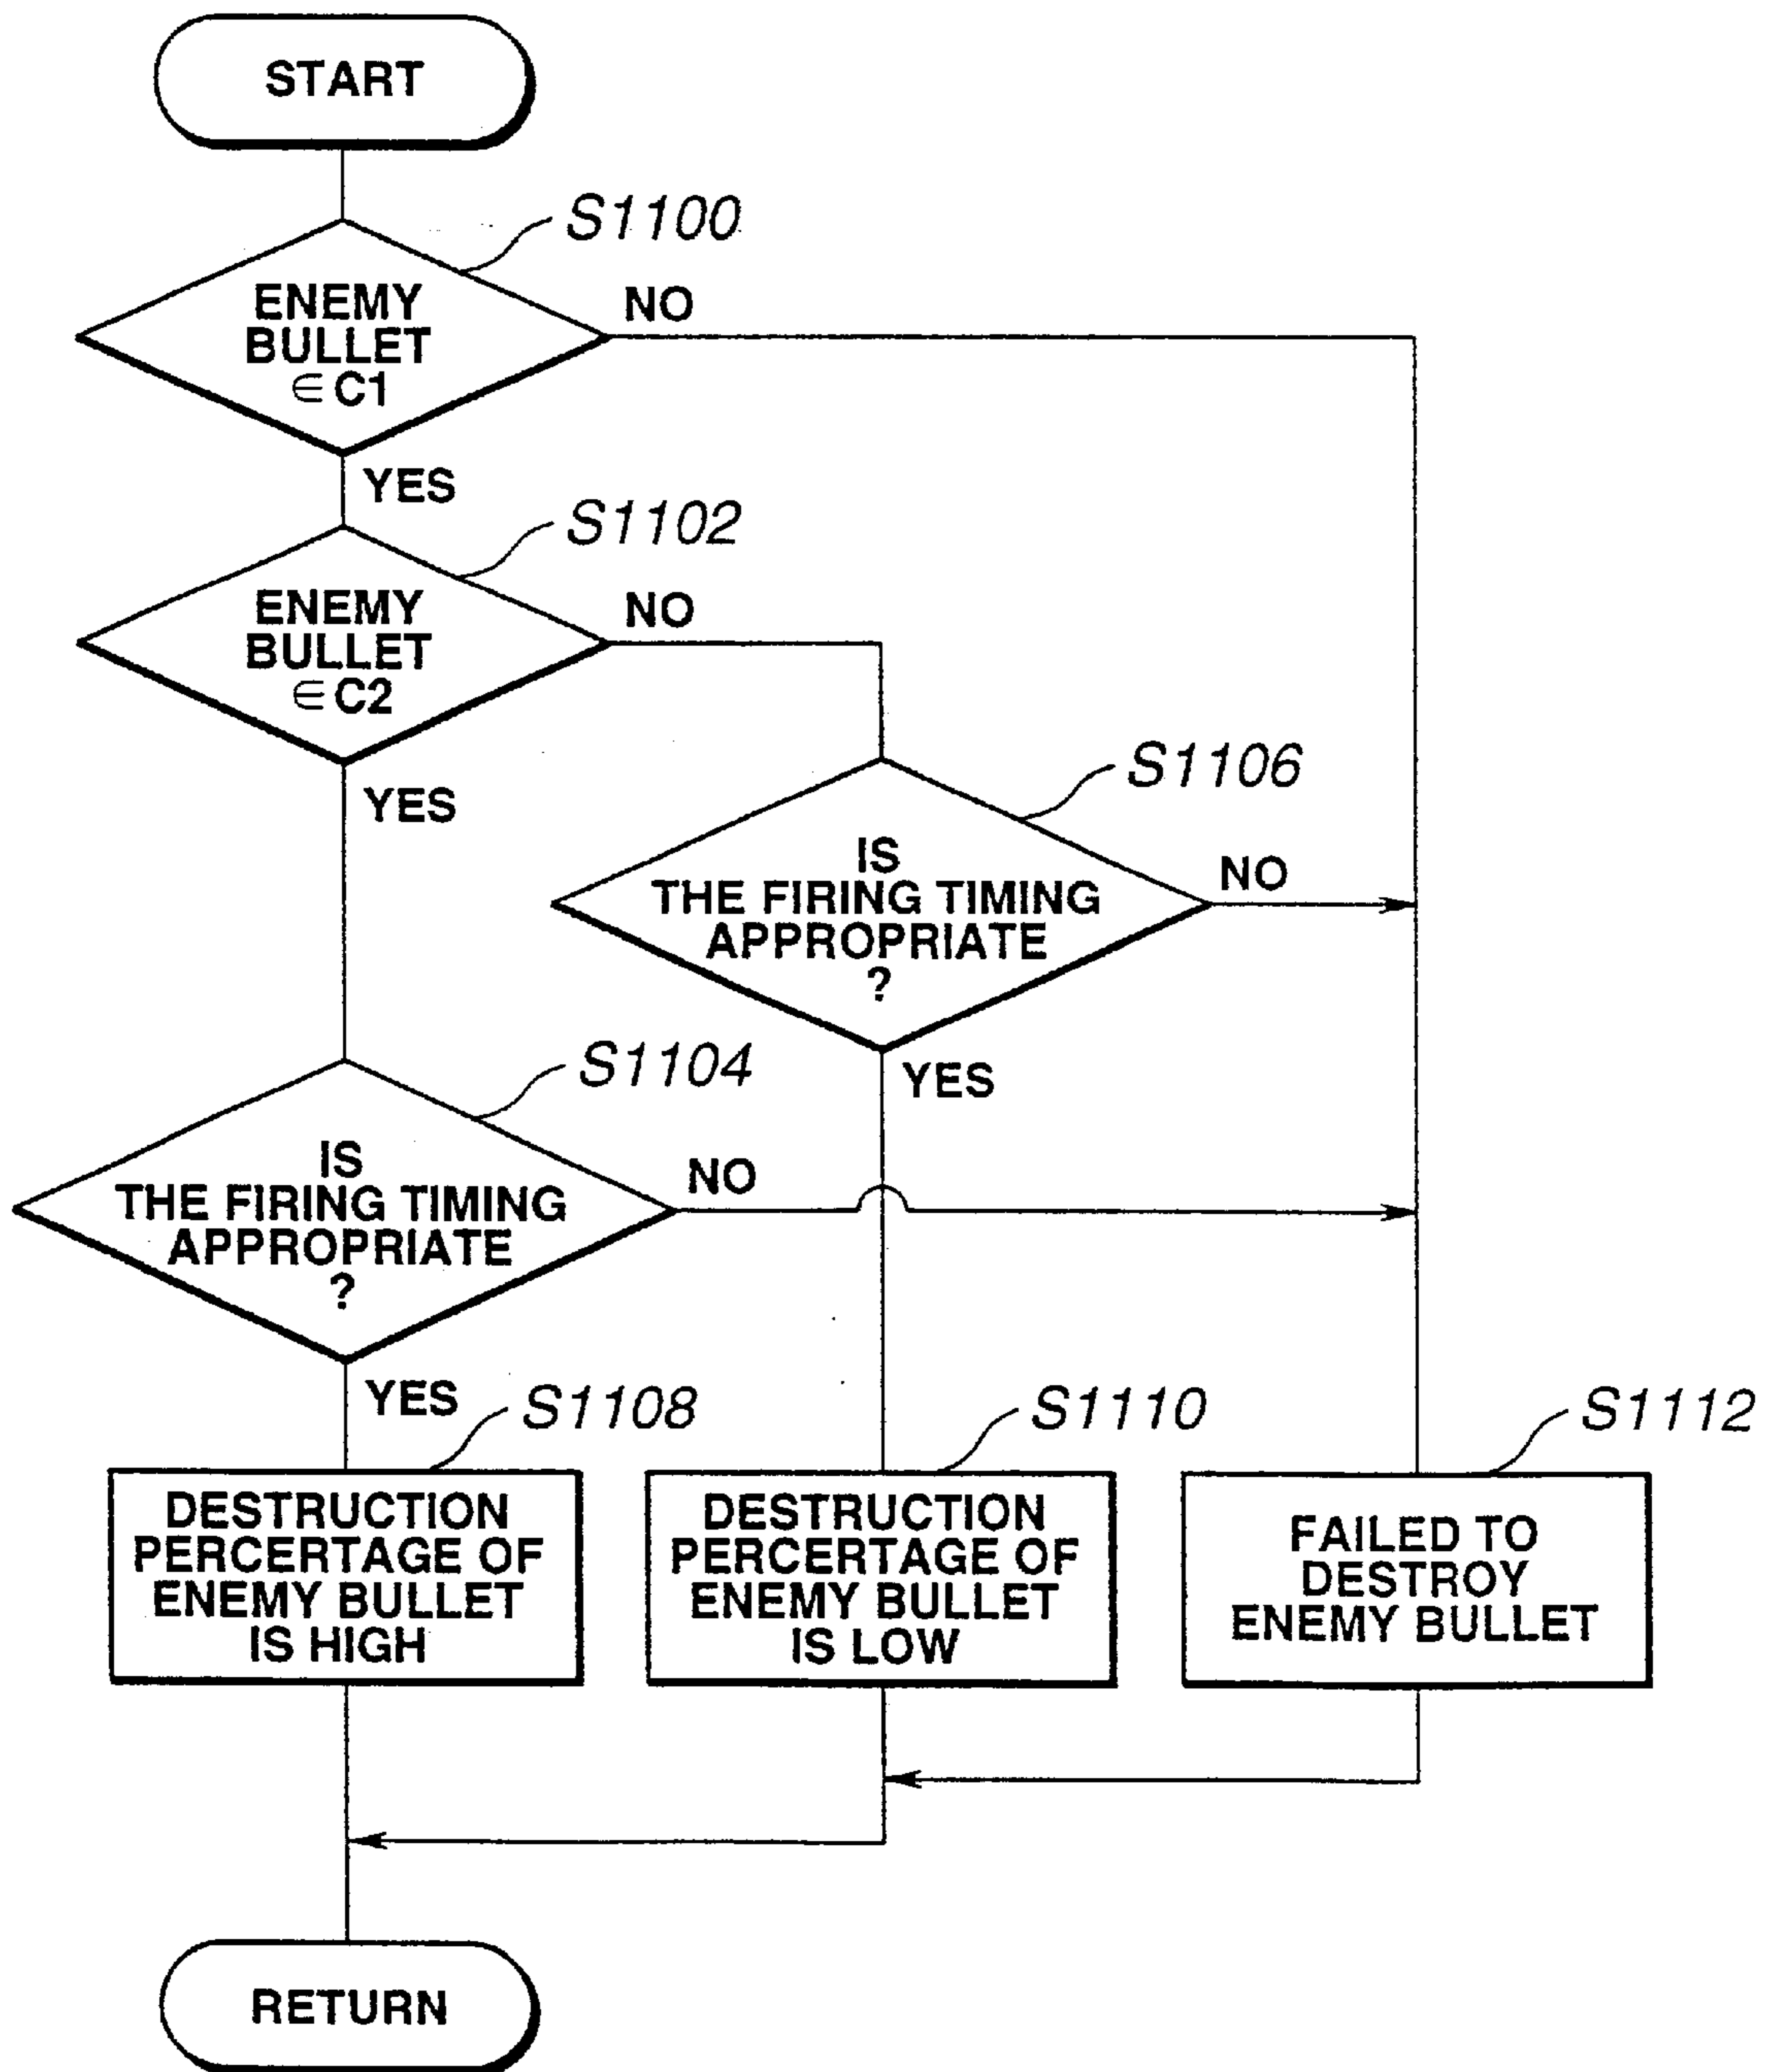 START
S1100
ENEMY
BULLET
∈C1
NO
YES
S1102
ENEMY
BULLET
∈C2
NO
YES
S1106
IS
THE FIRING TIMING
APPROPRIATE
?
NO
YES
S1104
IS
THE FIRING TIMING
APPROPRIATE
?
NO
YES
S1108
DESTRUCTION
PERCERTAGE OF
ENEMY BULLET
IS HIGH
S1110
DESTRUCTION
PERCERTAGE OF
ENEMY BULLET
IS LOW
S1112
FAILED TO
DESTROY
ENEMY BULLET
RETURN